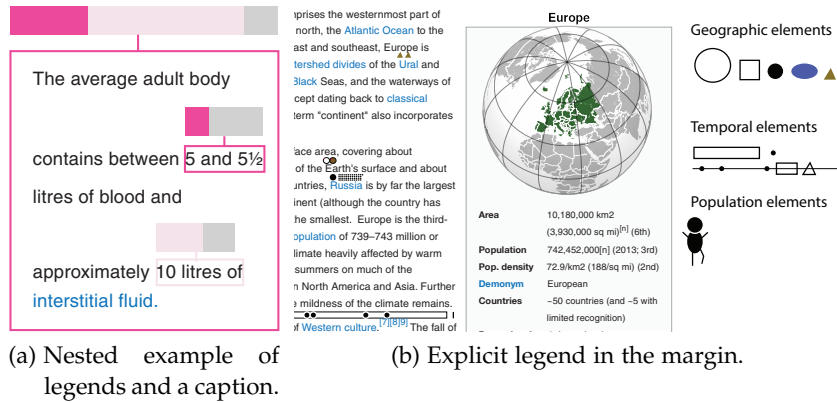 The average adult body
contains between 5 and 5½
litres of blood and
approximately 10 litres of
interstitial fluid.
(a) Nested example of
legends and a caption.
mprises the westernmost part of
north, the Atlantic Ocean to the
east and southeast, Europe is
tershed divides of the Ural and
Black Seas, and the waterways of
cept dating back to classical
term "continent" also incorporates
face area, covering about
of the Earth's surface and about
untries, Russia is by far the largest
inent (although the country has
the smallest. Europe is the third-
opulation of 739–743 million or
limate heavily affected by warm
summers on much of the
n North America and Asia. Further
e mildness of the climate remains.
of Western culture.[7][8][9] The fall of
Europe
Area 10,180,000 km2
(3,930,000 sq mi)[n] (6th)
Population 742,452,000[n] (2013; 3rd)
Pop. density 72.9/km2 (188/sq mi) (2nd)
Demonym European
Countries ~50 countries (and ~5 with
limited recognition)
Geographic elements
Temporal elements
Population elements
(b) Explicit legend in the margin.